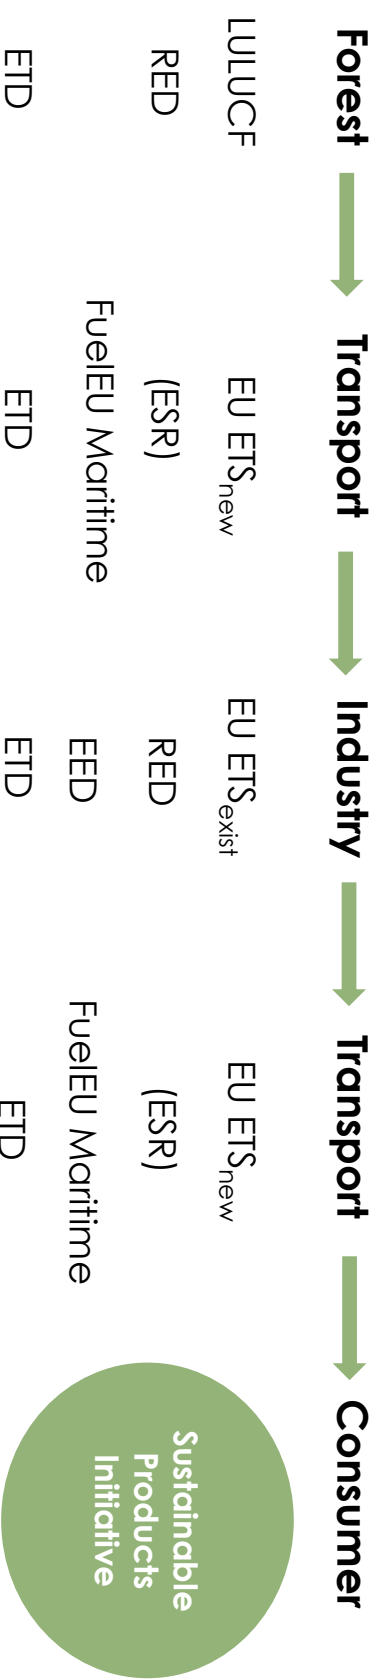 Forest
Transport
Industry
Transport
Consumer
LULUCF
RED
ETD
EU ETSnew
(ESR)
FuelEU Maritime
ETD
EU ETSexist
RED
EED
ETD
EU ETSnew
(ESR)
FuelEU Maritime
ETD
Sustainable
Products
Initiative